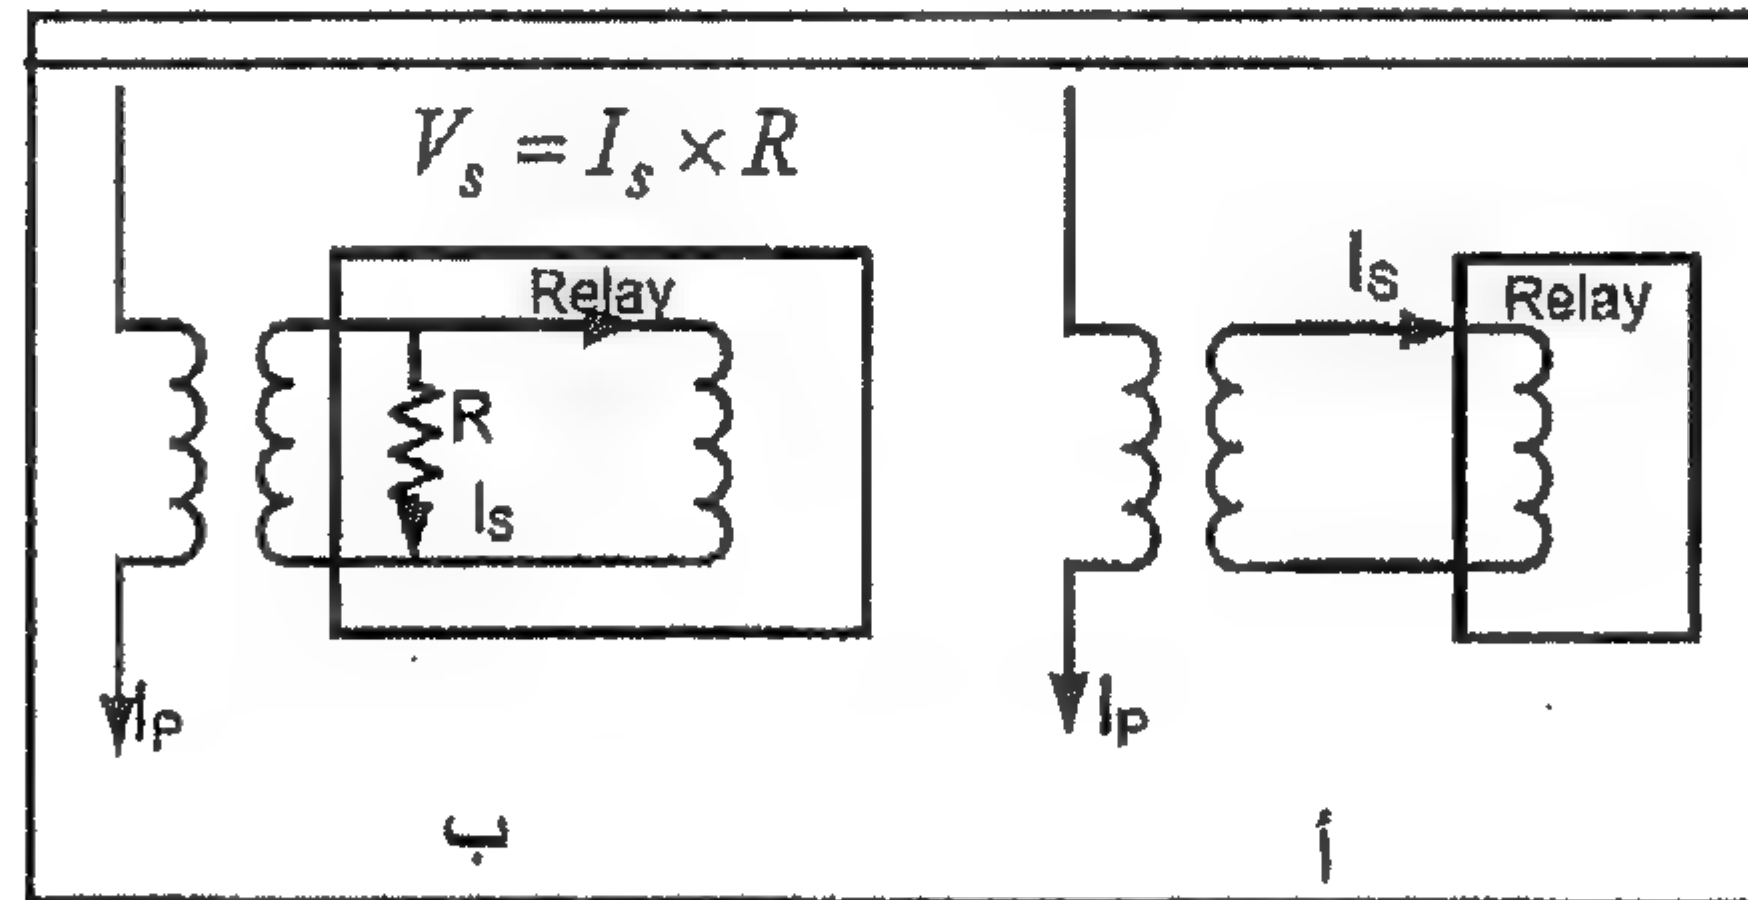 V_s = I_s × R
Relay
R
I_S
I_P
ب
I_S
Relay
I_P
أ